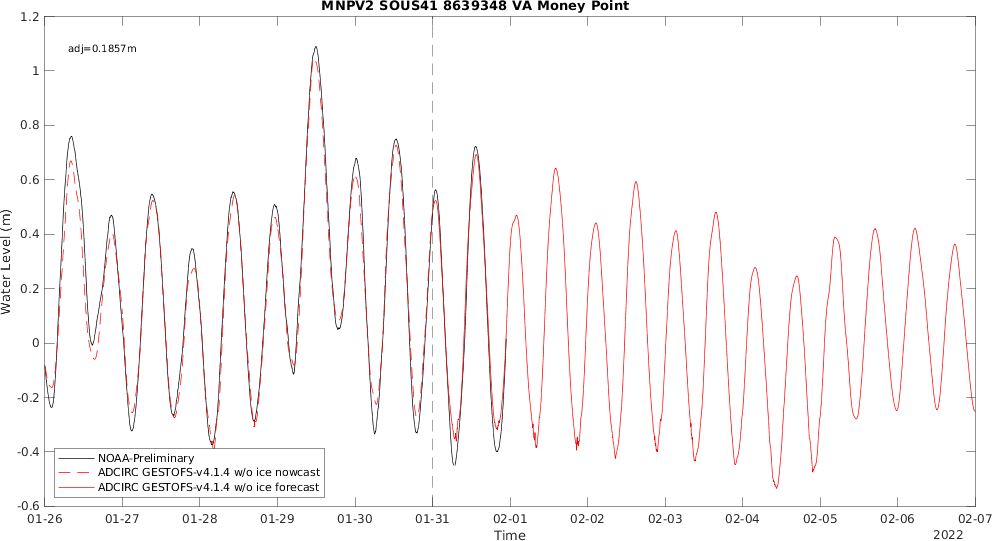 MNPV2 SOUS41 8639348 VA Money Point
adj=0.1857m
1.2
1
0.8
0.6
0.4
0.2
0
-0.2
-0.4
-0.6
Water Level (m)
NOAA-Preliminary
ADCIRC GESTOFS-v4.1.4 w/o ice nowcast
ADCIRC GESTOFS-v4.1.4 w/o ice forecast
01-26 01-27 01-28 01-29 01-30 01-31 02-01 02-02 02-03 02-04 02-05 02-06 02-07
Time
2022